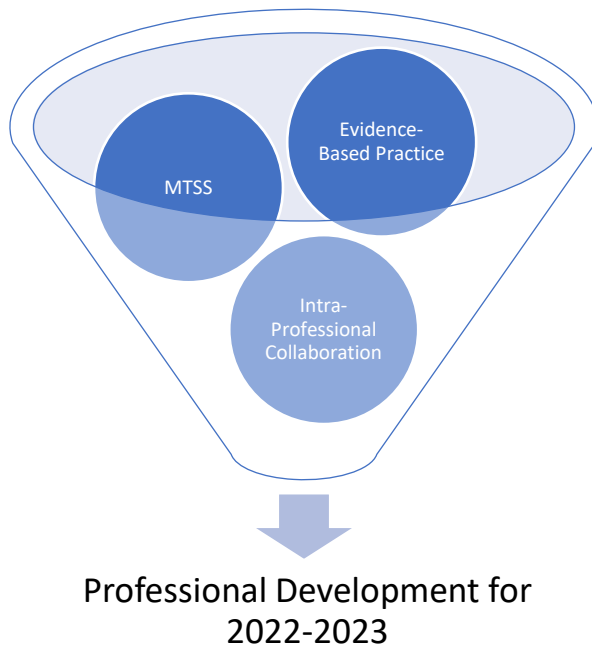 Evidence-
Based Practice
MTSS
Intra-
Professional
Collaboration
Professional Development for
2022-2023